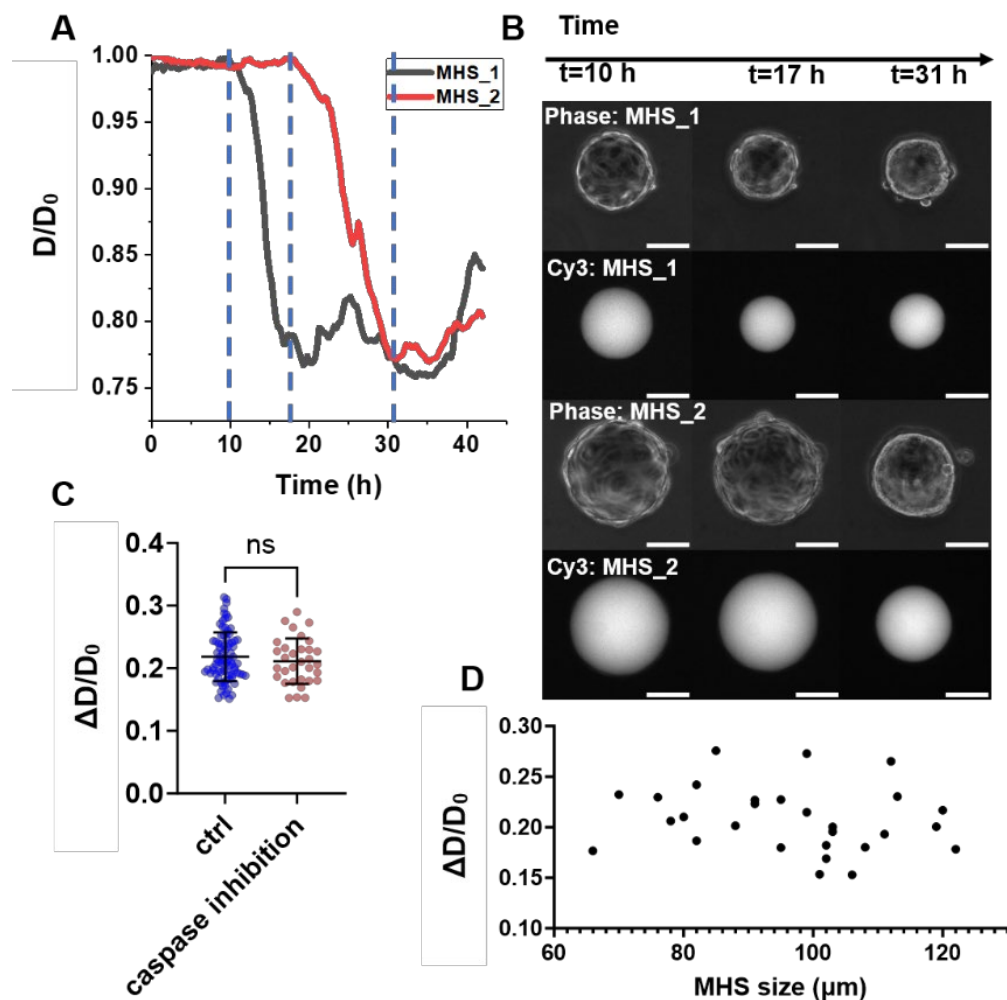 A
D/D₀
1.00
0.95
0.90
0.85
0.80
0.75
0
10
20
30
40
Time (h)
MHS_1
MHS_2
B
Time
t=10 h
t=17 h
t=31 h
Phase: MHS_1
Cy3: MHS_1
Phase: MHS_2
Cy3: MHS_2
C
ΔD/D₀
0.4
0.3
0.2
0.1
0.0
ns
ctrl
caspase inhibition
D
ΔD/D₀
0.30
0.25
0.20
0.15
0.10
60
80
100
120
MHS size (μm)